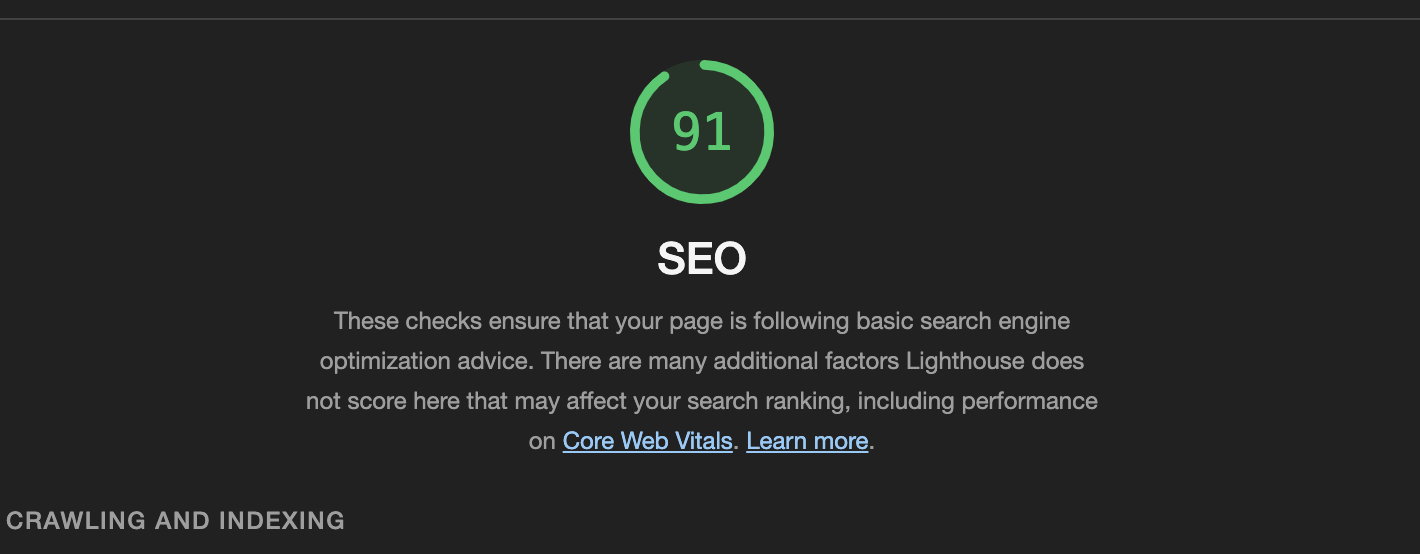 91
SEO
These checks ensure that your page is following basic search engine
optimization advice. There are many additional factors Lighthouse does
not score here that may affect your search ranking, including performance
on Core Web Vitals. Learn more.
CRAWLING AND INDEXING